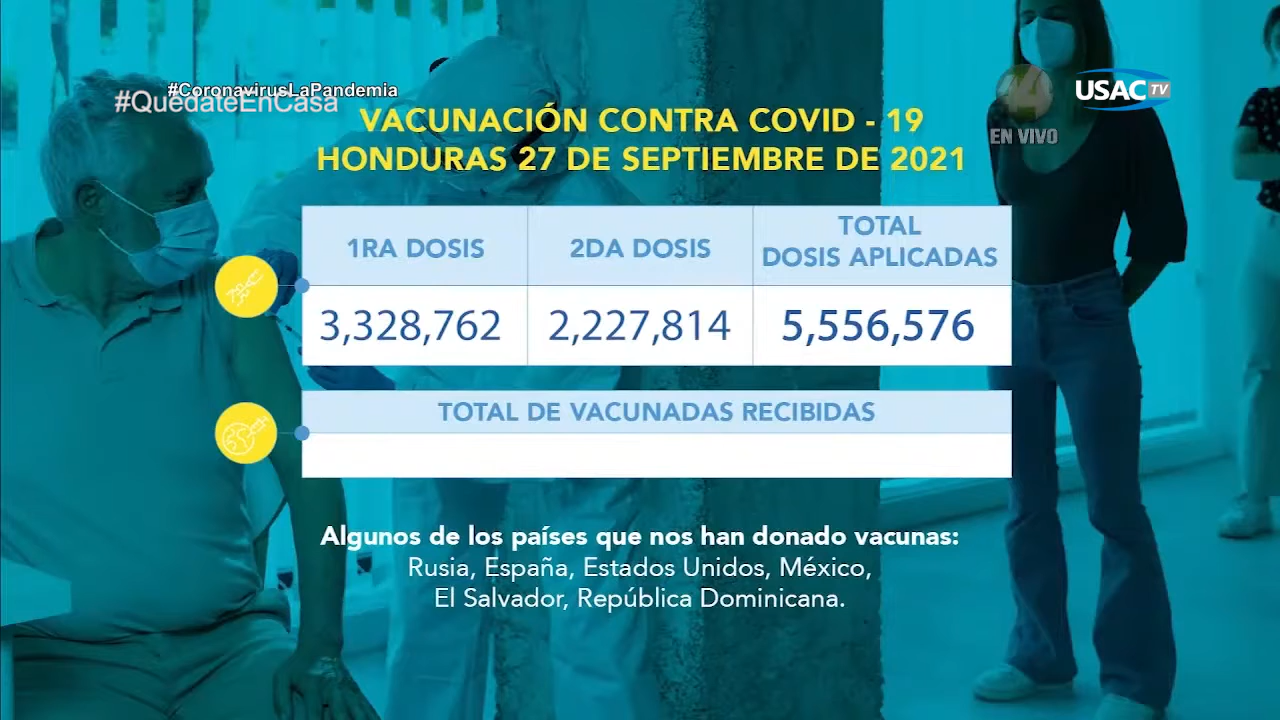 #CoronavirusLaPandemia
#QuedateEnCasa
USAC TV
EN VIVO
VACUNACIÓN CONTRA COVID - 19
HONDURAS 27 DE SEPTIEMBRE DE 2021
1RA DOSIS
2DA DOSIS
TOTAL
DOSIS APLICADAS
3,328,762
2,227,814
5,556,576
TOTAL DE VACUNADAS RECIBIDAS
Algunos de los países que nos han donado vacunas:
Rusia, España, Estados Unidos, México,
El Salvador, República Dominicana.